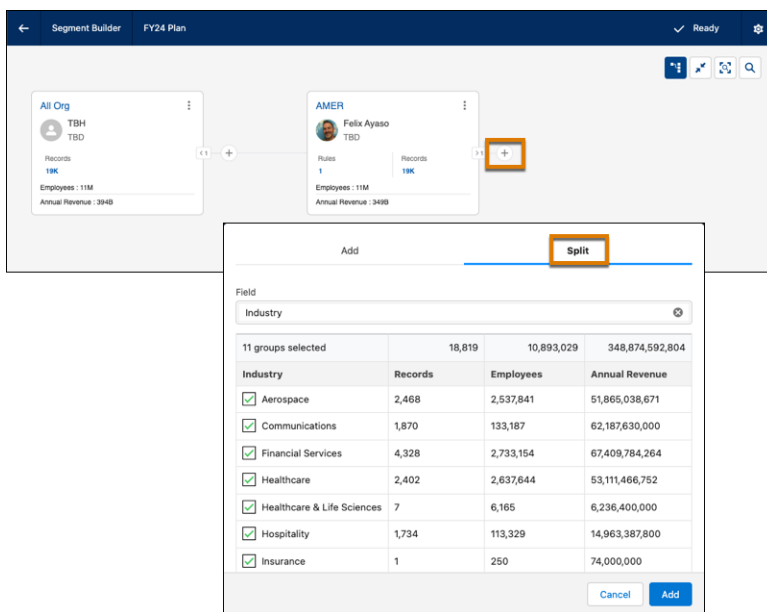 Segment Builder FY24 Plan Ready
All Org AMER
TBH Felix Ayaso
TBD TBD
< 1 > 1
Records Rules Records
19K 1 19K
Employees : 11M Employees : 11M
Annual Revenue : 394B Annual Revenue : 349B
Add Split
Field
Industry
11 groups selected 18,819 10,893,029 348,874,592,804
Industry Records Employees Annual Revenue
Aerospace 2,468 2,537,841 51,865,038,671
Communications 1,870 133,187 62,187,630,000
Financial Services 4,328 2,733,154 67,409,784,264
Healthcare 2,402 2,637,644 53,111,466,752
Healthcare & Life Sciences 7 6,165 6,236,400,000
Hospitality 1,734 113,329 14,963,387,800
Insurance 1 250 74,000,000
Cancel Add